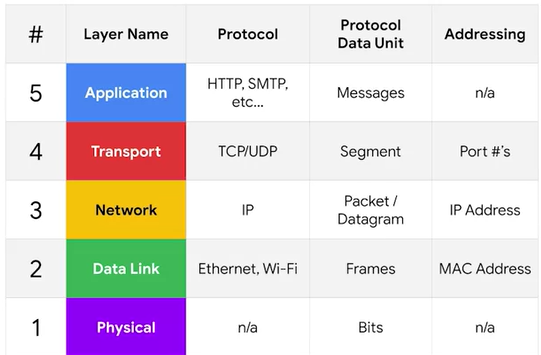 # Layer Name Protocol Protocol Data Unit Addressing
5 Application HTTP, SMTP, etc... Messages n/a
4 Transport TCP/UDP Segment Port #'s
3 Network IP Packet / Datagram IP Address
2 Data Link Ethernet, Wi-Fi Frames MAC Address
1 Physical n/a Bits n/a